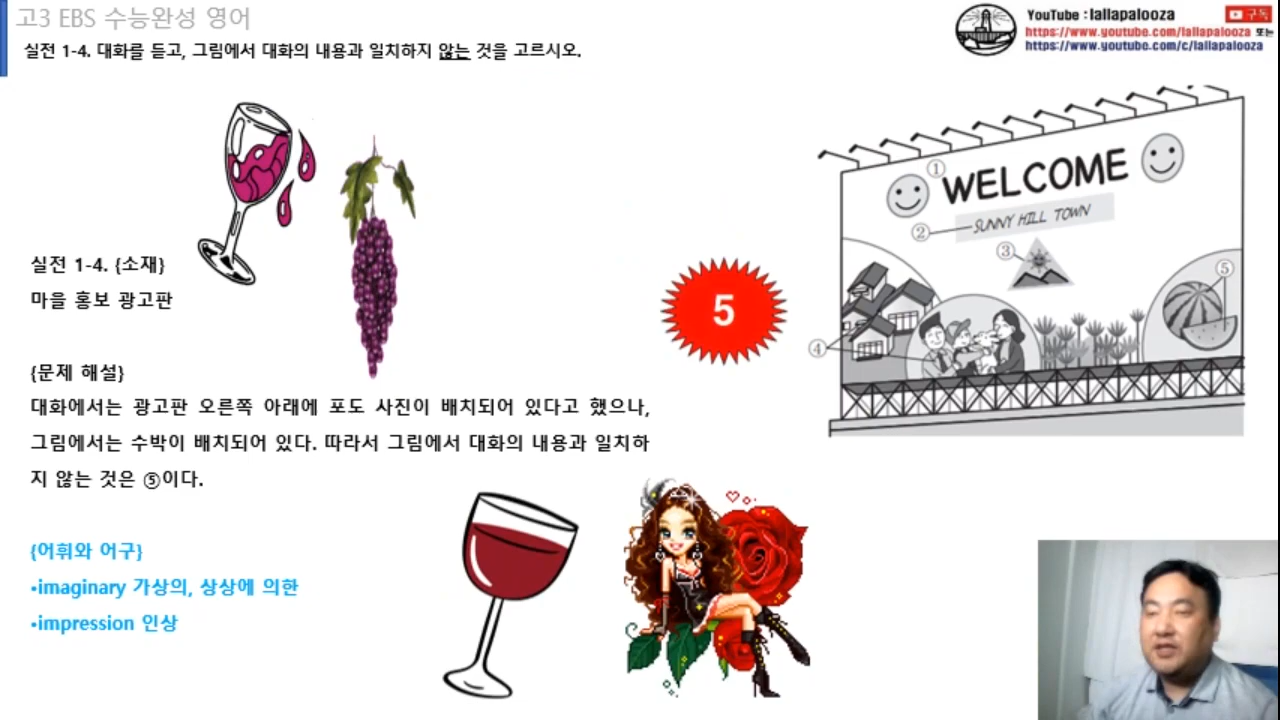 고3 EBS 수능완성 영어
실전 1-4. 대화를 듣고, 그림에서 대화의 내용과 일치하지 않는 것을 고르시오.
YouTube : lallapalooza
구독
https://www.youtube.com/lallapalooza 또는
https://www.youtube.com/c/lallapalooza
① WELCOME
② SUNNY HILL TOWN
③
④
⑤
5
실전 1-4. {소재}
마을 홍보 광고판
{문제 해설}
대화에서는 광고판 오른쪽 아래에 포도 사진이 배치되어 있다고 했으나,
그림에서는 수박이 배치되어 있다. 따라서 그림에서 대화의 내용과 일치하
지 않는 것은 ⑤이다.
{어휘와 어구}
•imaginary 가상의, 상상에 의한
•impression 인상